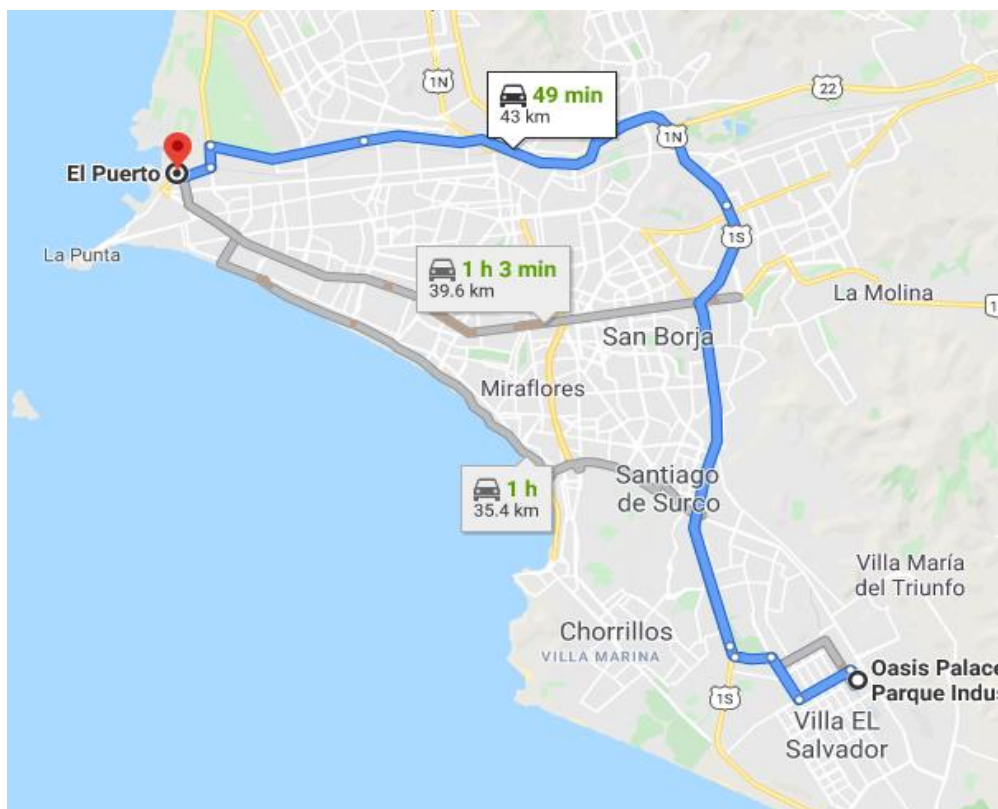 1N
49 min
43 km
22
1N
El Puerto
1S
La Punta
1 h 3 min
39.6 km
La Molina
1
San Borja
Miraflores
Santiago
de Surco
1 h
35.4 km
Villa María
del Triunfo
Chorrillos
VILLA MARINA
Oasis Palace
Parque Indus
1S
Villa EL
Salvador